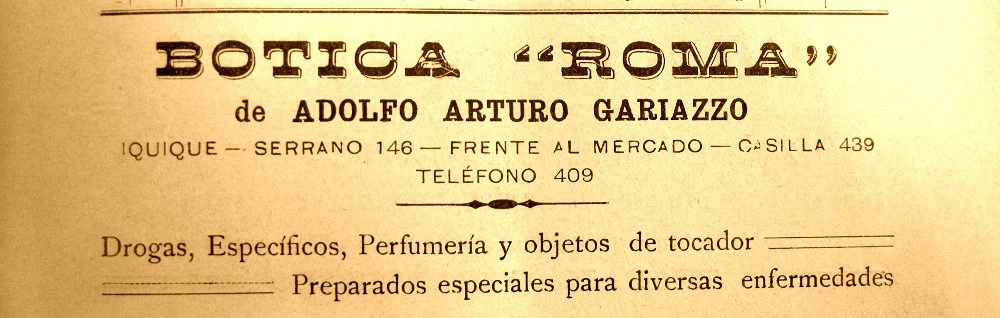 BOTICA “ROMA”
de ADOLFO ARTURO GARIAZZO
IQUIQUE — SERRANO 146 — FRENTE AL MERCADO — CASILLA 439
TELÉFONO 409
Drogas, Específicos, Perfumería y objetos de tocador
Preparados especiales para diversas enfermedades